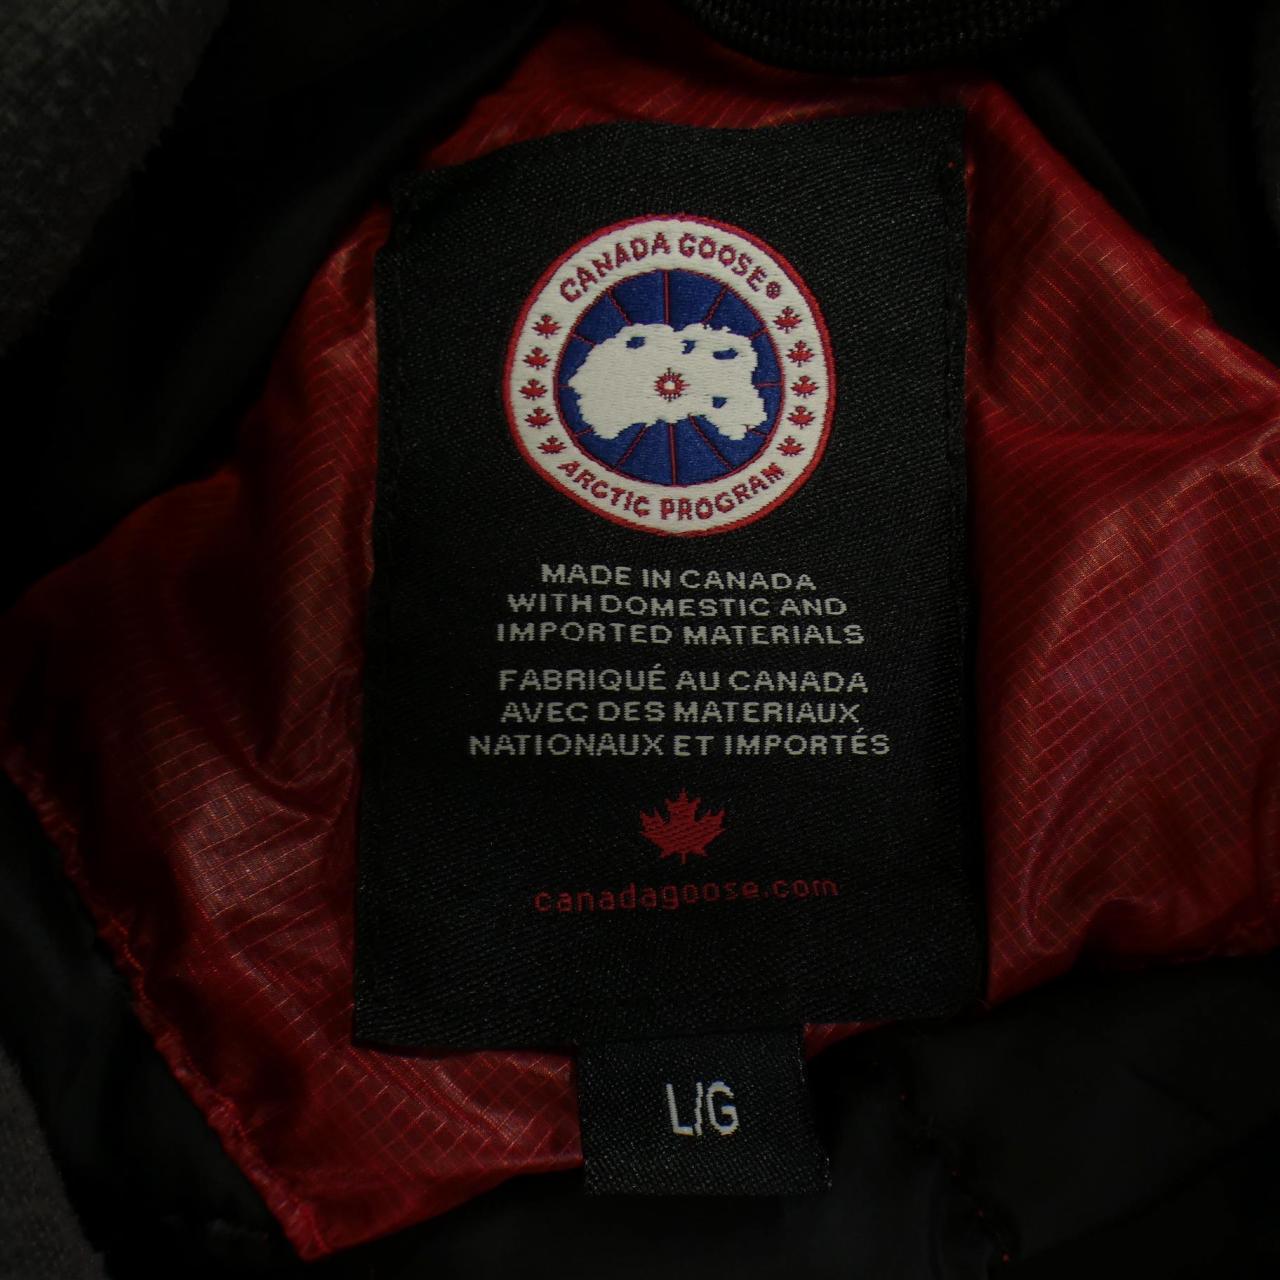 CANADA GOOSE®
ARCTIC PROGRAM
MADE IN CANADA
WITH DOMESTIC AND
IMPORTED MATERIALS
FABRIQUÉ AU CANADA
AVEC DES MATERIAUX
NATIONAUX ET IMPORTÉS
canadagoose.com
L/G